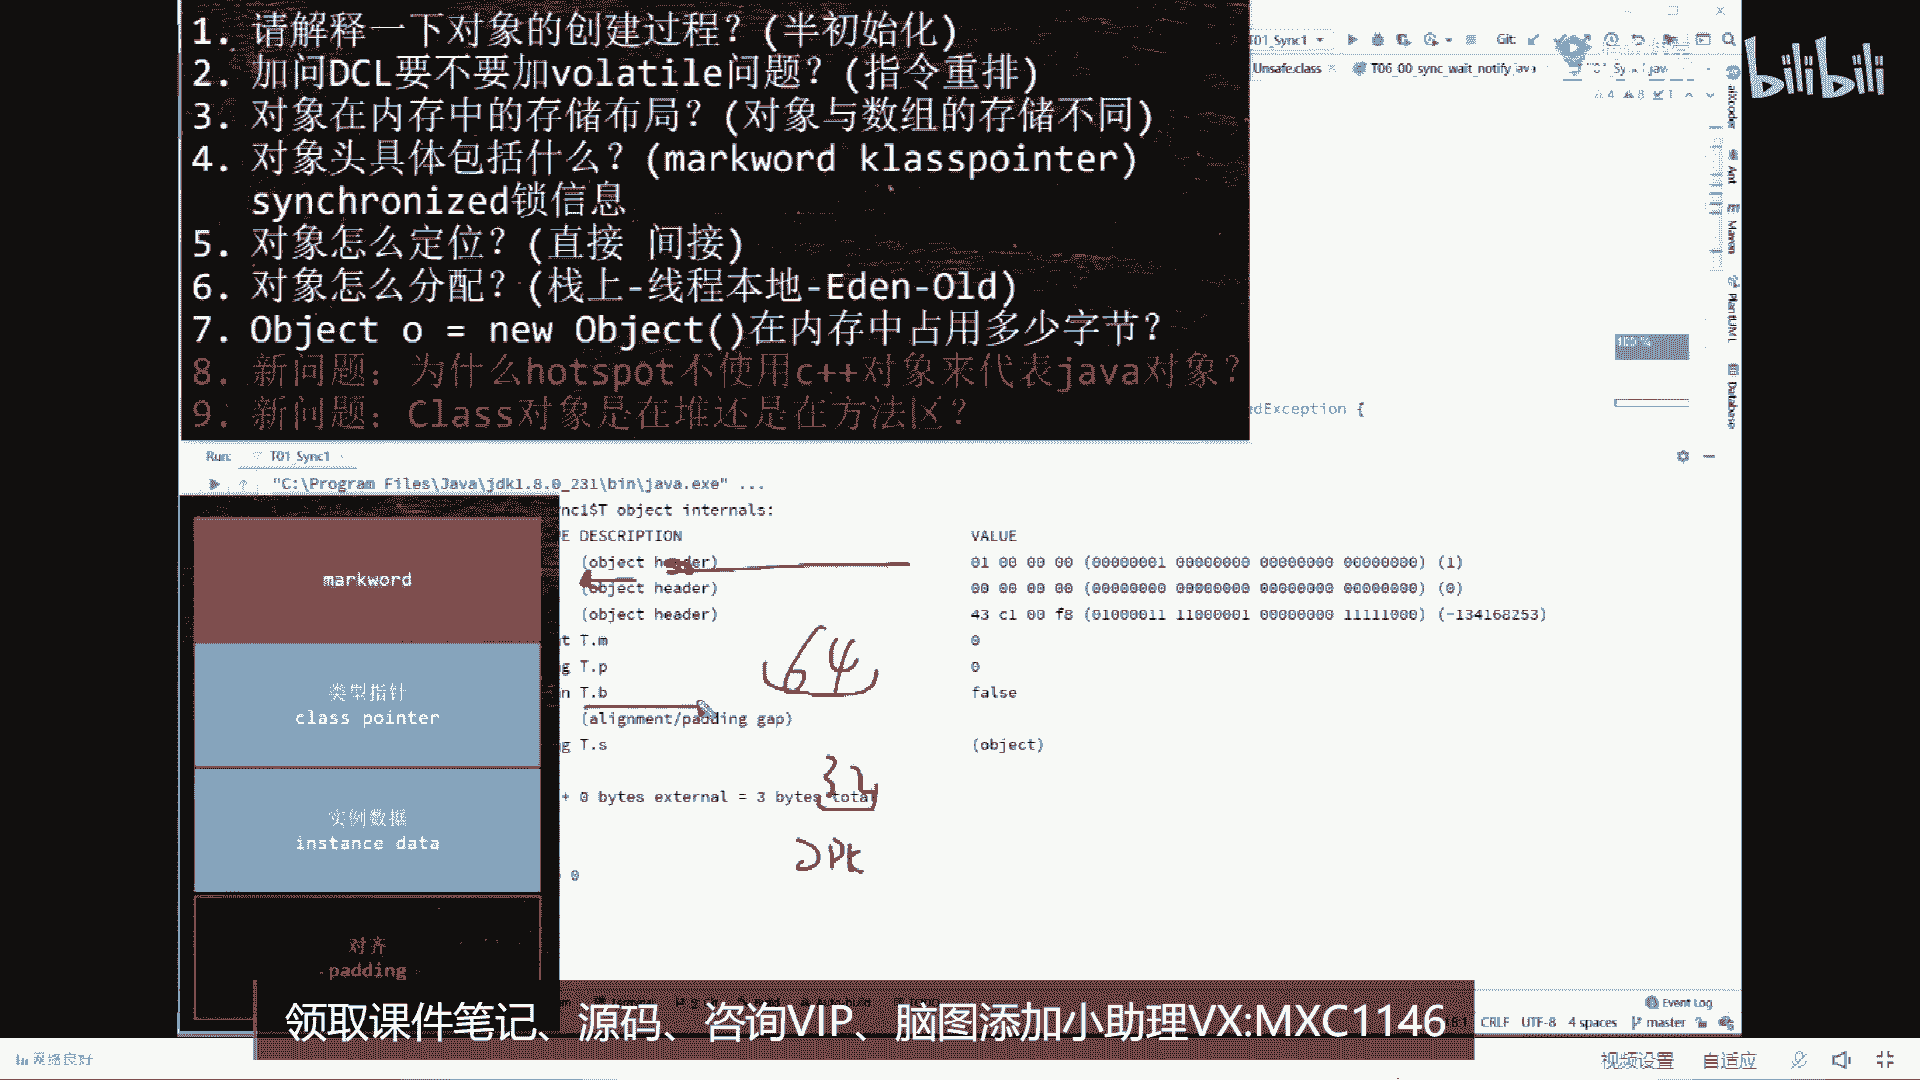 1. 请解释一下对象的创建过程？(半初始化)
2. 加问DCL要不要加volatile问题？(指令重排)
3. 对象在内存中的存储布局？(对象与数组的存储不同)
4. 对象头具体包括什么？(markword klasspointer)
synchronized锁信息
5. 对象怎么定位？(直接 间接)
6. 对象怎么分配？(栈上-线程本地-Eden-Old)
7. Object o = new Object()在内存中占用多少字节？
8. 新问题：为什么hotspot不使用c++对象来代表java对象？
9. 新问题：Class对象是在堆还是在方法区？
bilibili
T01_Sync1
Git:
Unsafe.class
T06_00_sync_wait_notify.java
4 8 1
aiXcoder
Ant
Maven
PlantUML
Database
dException {
Run: T01_Sync1
"C:\Program Files\Java\jdk1.8.0_231\bin\java.exe" ...
nc1$T object internals:
E DESCRIPTION VALUE
(object header) 01 00 00 00 (00000001 00000000 00000000 00000000) (1)
(object header) 00 00 00 00 (00000000 00000000 00000000 00000000) (0)
(object header) 43 c1 00 f8 (01000011 11000001 00000000 11111000) (-134168253)
t T.m 0
g T.p 0
n T.b false
(alignment/padding gap)
g T.s (object)
+ 0 bytes external = 3 bytes total
0
64
32
JDK
markword
类型指针
class pointer
实例数据
instance data
对齐
padding
领取课件笔记、源码、咨询VIP、脑图添加小助理VX:MXC1146
Event Log
CRLF UTF-8 4 spaces master
网络良好
视频设置 自适应